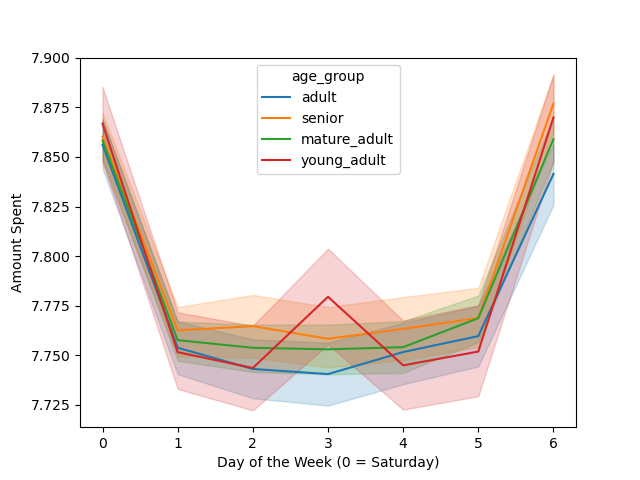 7.900
7.875
7.850
7.825
7.800
7.775
7.750
7.725
Amount Spent
age_group
adult
senior
mature_adult
young_adult
0 1 2 3 4 5 6
Day of the Week (0 = Saturday)